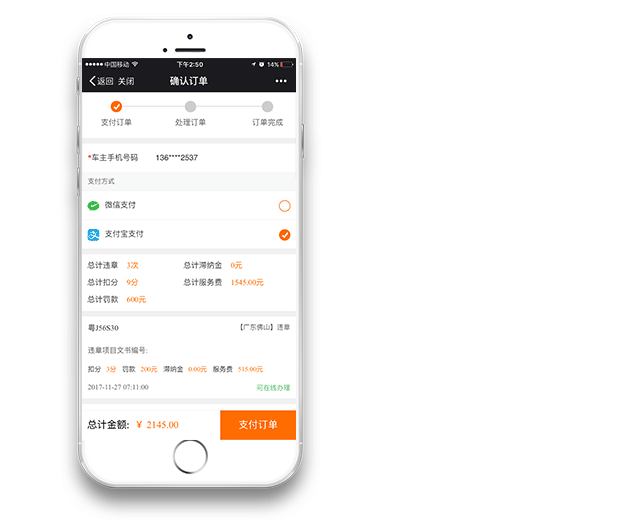 中国移动 下午2:50 14%
返回 关闭 确认订单
支付订单 处理订单 订单完成
*车主手机号码 136****2537
支付方式
微信支付
支付宝支付
总计违章 3次 总计滞纳金 0元
总计扣分 9分 总计服务费 1545.00元
总计罚款 600元
粤J56S30 【广东佛山】违章
违章项目文书编号:
扣分 3分 罚款 200元 滞纳金 0.00元 服务费 515.00元
2017-11-27 07:11:00 可在线办理
总计金额: ¥ 2145.00 支付订单